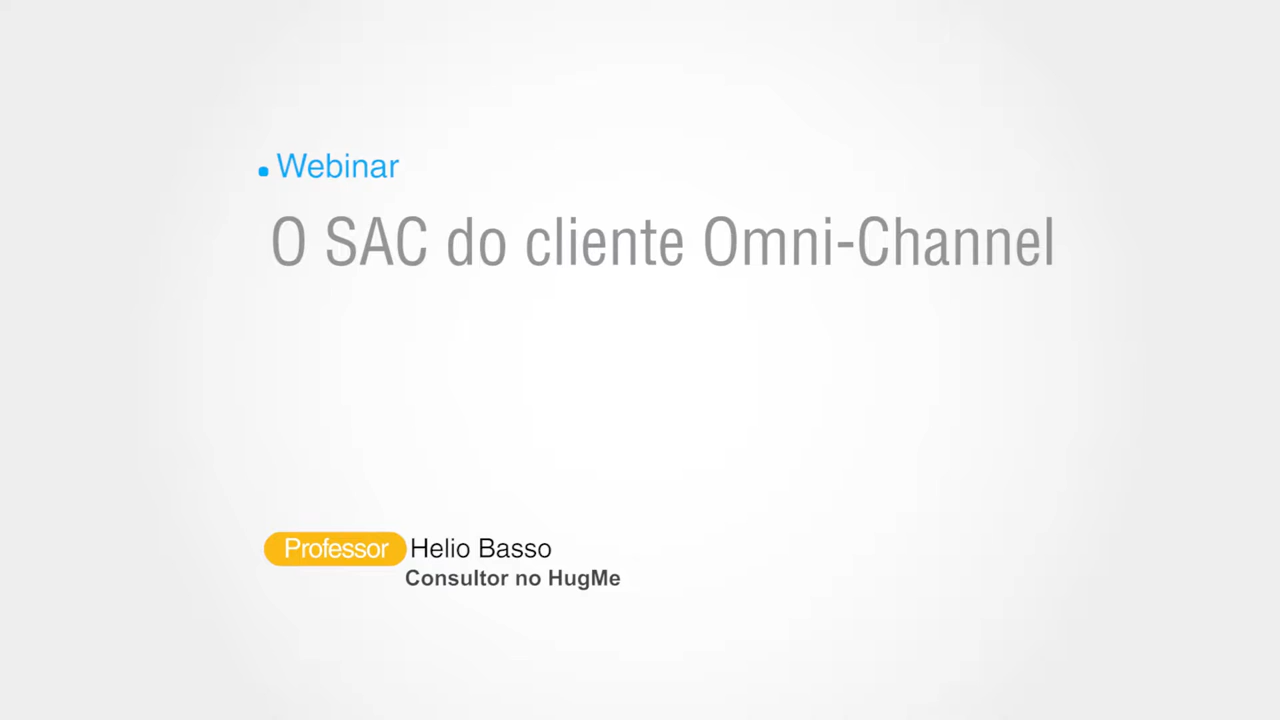 Webinar
O SAC do cliente Omni-Channel
Professor Helio Basso
Consultor no HugMe